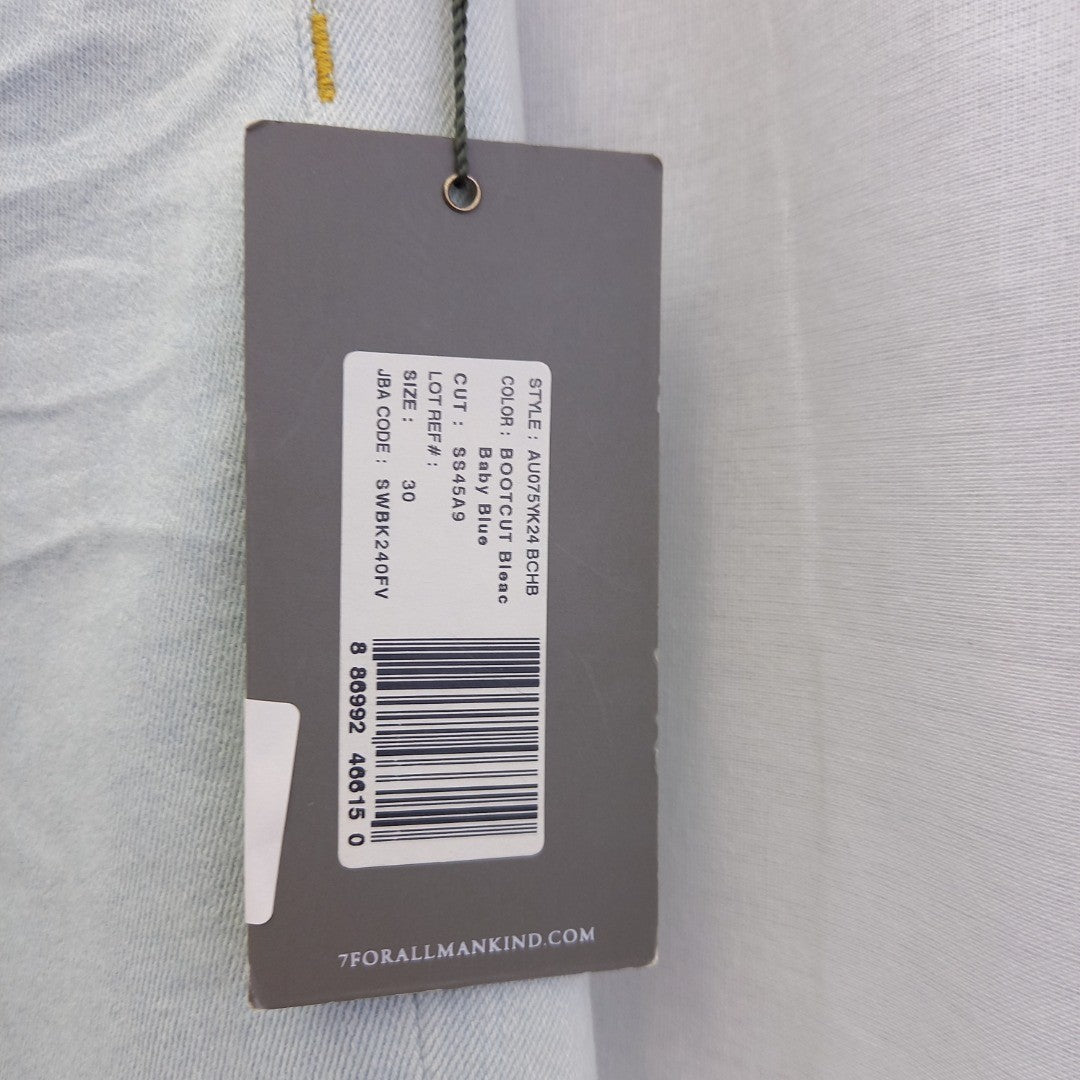 STYLE : AU075YK24 BCHB
COLOR : BOOTCUT Bleac
Baby Blue
CUT : SS45A9
LOT REF# :
SIZE : 30
JBA CODE : SWBK240FV
8 86992 46615 0
7FORALLMANKIND.COM